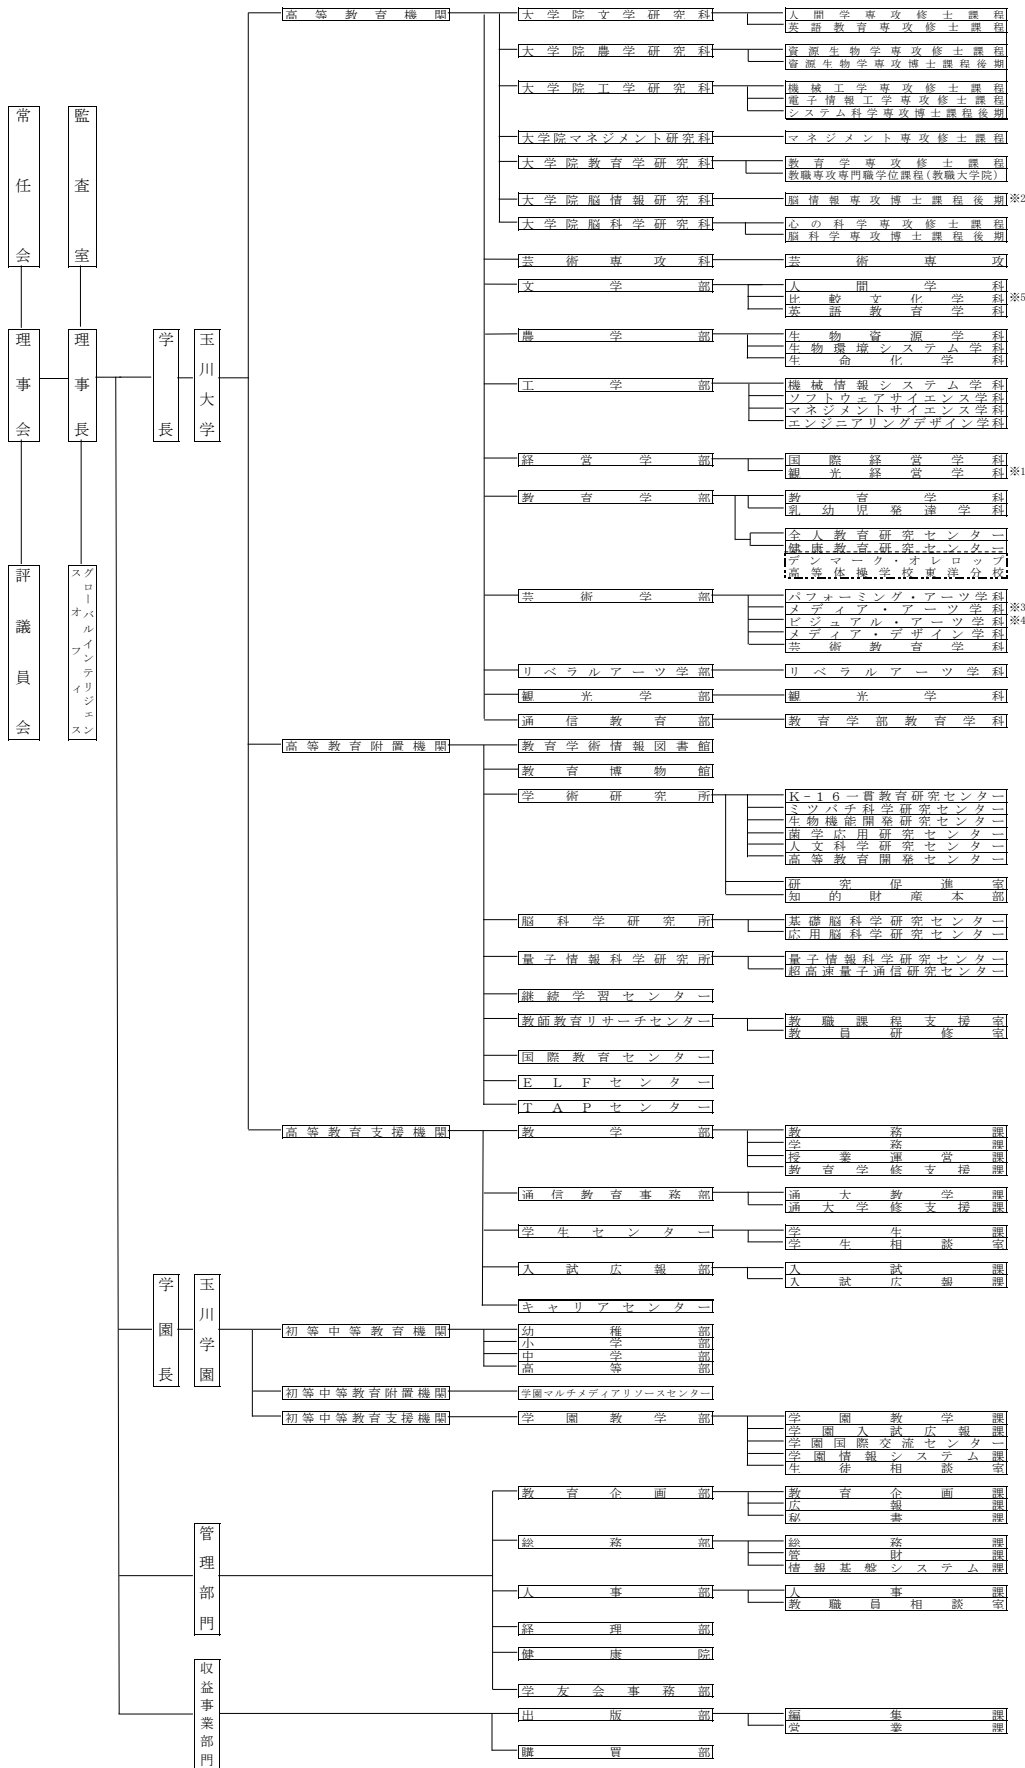 常任会
監査室
理事会
理事長
評議員会
グローバルインテリジェンス
オフィス
学長
玉川大学
高等教育機関
大学院文学研究科
人間学専攻修士課程
英語教育専攻修士課程
大学院農学研究科
資源生物学専攻修士課程
資源生物学専攻博士課程後期
大学院工学研究科
機械工学専攻修士課程
電子情報工学専攻修士課程
システム科学専攻博士課程後期
大学院マネジメント研究科
マネジメント専攻修士課程
大学院教育学研究科
教育学専攻修士課程
教職専攻専門職学位課程(教職大学院)
大学院脳情報研究科
脳情報専攻博士課程後期 ※2
大学院脳科学研究科
心の科学専攻修士課程
脳科学専攻博士課程後期
芸術専攻科
芸術専攻
文学部
人間学科
比較文化学科 ※5
英語教育学科
農学部
生物資源学科
生物環境システム学科
生命化学科
工学部
機械情報システム学科
ソフトウェアサイエンス学科
マネジメントサイエンス学科
エンジニアリングデザイン学科
経営学部
国際経営学科
観光経営学科 ※1
教育学部
教育学科
乳幼児発達学科
全人教育研究センター
健康教育研究センター
デンマーク・オレロップ
高等体操学校東洋分校
芸術学部
パフォーミング・アーツ学科
メディア・アーツ学科 ※3
ビジュアル・アーツ学科 ※4
メディア・デザイン学科
芸術教育学科
リベラルアーツ学部
リベラルアーツ学科
観光学部
観光学科
通信教育部
教育学部教育学科
高等教育附置機関
教育学術情報図書館
教育博物館
学術研究所
K-16一貫教育研究センター
ミツバチ科学研究センター
生物機能開発研究センター
菌学応用研究センター
人文科学研究センター
高等教育開発センター
研究促進室
知的財産本部
脳科学研究所
基礎脳科学研究センター
応用脳科学研究センター
量子情報科学研究所
量子情報科学研究センター
超高速量子通信研究センター
継続学習センター
教師教育リサーチセンター
教職課程支援室
教員研修室
国際教育センター
ELFセンター
TAPセンター
高等教育支援機関
教学部
教務課
学務課
授業運営課
教育学修支援課
通信教育事務部
通大教学課
通大学修支援課
学生センター
学生課
学生相談室
入試広報部
入試課
入試広報課
キャリアセンター
学園長
玉川学園
初等中等教育機関
幼稚部
小学部
中学部
高等部
初等中等教育附置機関
学園マルチメディアリソースセンター
初等中等教育支援機関
学園教学部
学園教学課
学園入試広報課
学園国際交流センター
学園情報システム課
生徒相談室
管理部門
教育企画部
教育企画課
広報課
秘書課
総務部
総務課
管財課
情報基盤システム課
人事部
人事課
教職員相談室
経理部
健康院
学友会事務部
収益事業部門
出版部
編集課
営業課
購買部